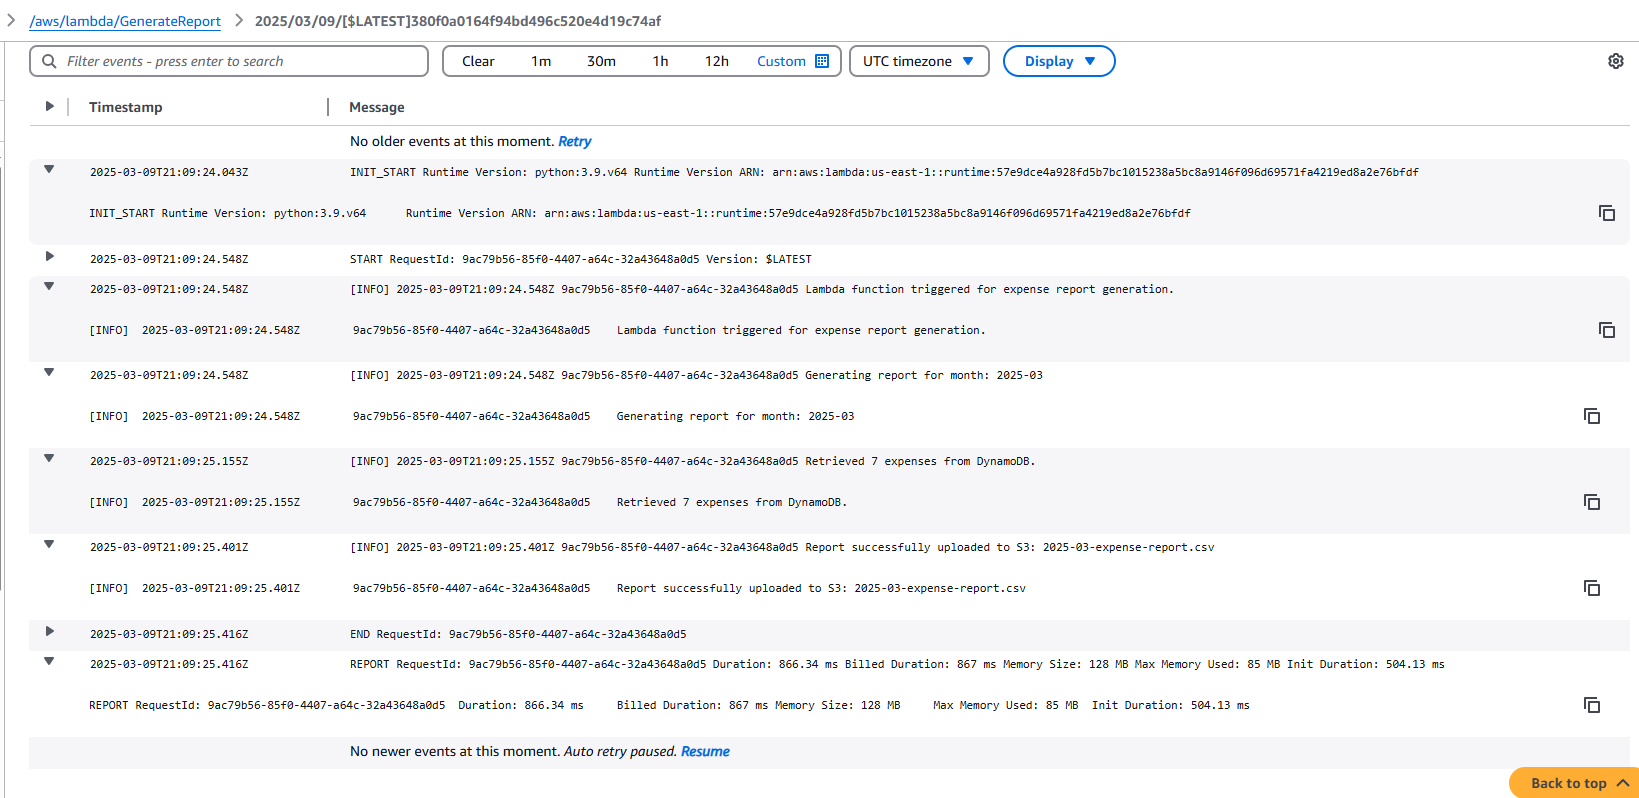 /aws/lambda/GenerateReport 2025/03/09/[$LATEST]380f0a0164f94bd496c520e4d19c74af
Filter events - press enter to search Clear 1m 30m 1h 12h Custom UTC timezone Display
Timestamp Message
No older events at this moment. Retry
2025-03-09T21:09:24.043Z INIT_START Runtime Version: python:3.9.v64 Runtime Version ARN: arn:aws:lambda:us-east-1::runtime:57e9dce4a928fd5b7bc1015238a5bc8a9146f096d69571fa4219ed8a2e76bfdf
INIT_START Runtime Version: python:3.9.v64 Runtime Version ARN: arn:aws:lambda:us-east-1::runtime:57e9dce4a928fd5b7bc1015238a5bc8a9146f096d69571fa4219ed8a2e76bfdf
2025-03-09T21:09:24.548Z START RequestId: 9ac79b56-85f0-4407-a64c-32a43648a0d5 Version: $LATEST
2025-03-09T21:09:24.548Z [INFO] 2025-03-09T21:09:24.548Z 9ac79b56-85f0-4407-a64c-32a43648a0d5 Lambda function triggered for expense report generation.
[INFO] 2025-03-09T21:09:24.548Z 9ac79b56-85f0-4407-a64c-32a43648a0d5 Lambda function triggered for expense report generation.
2025-03-09T21:09:24.548Z [INFO] 2025-03-09T21:09:24.548Z 9ac79b56-85f0-4407-a64c-32a43648a0d5 Generating report for month: 2025-03
[INFO] 2025-03-09T21:09:24.548Z 9ac79b56-85f0-4407-a64c-32a43648a0d5 Generating report for month: 2025-03
2025-03-09T21:09:25.155Z [INFO] 2025-03-09T21:09:25.155Z 9ac79b56-85f0-4407-a64c-32a43648a0d5 Retrieved 7 expenses from DynamoDB.
[INFO] 2025-03-09T21:09:25.155Z 9ac79b56-85f0-4407-a64c-32a43648a0d5 Retrieved 7 expenses from DynamoDB.
2025-03-09T21:09:25.401Z [INFO] 2025-03-09T21:09:25.401Z 9ac79b56-85f0-4407-a64c-32a43648a0d5 Report successfully uploaded to S3: 2025-03-expense-report.csv
[INFO] 2025-03-09T21:09:25.401Z 9ac79b56-85f0-4407-a64c-32a43648a0d5 Report successfully uploaded to S3: 2025-03-expense-report.csv
2025-03-09T21:09:25.416Z END RequestId: 9ac79b56-85f0-4407-a64c-32a43648a0d5
2025-03-09T21:09:25.416Z REPORT RequestId: 9ac79b56-85f0-4407-a64c-32a43648a0d5 Duration: 866.34 ms Billed Duration: 867 ms Memory Size: 128 MB Max Memory Used: 85 MB Init Duration: 504.13 ms
REPORT RequestId: 9ac79b56-85f0-4407-a64c-32a43648a0d5 Duration: 866.34 ms Billed Duration: 867 ms Memory Size: 128 MB Max Memory Used: 85 MB Init Duration: 504.13 ms
No newer events at this moment. Auto retry paused. Resume
Back to top